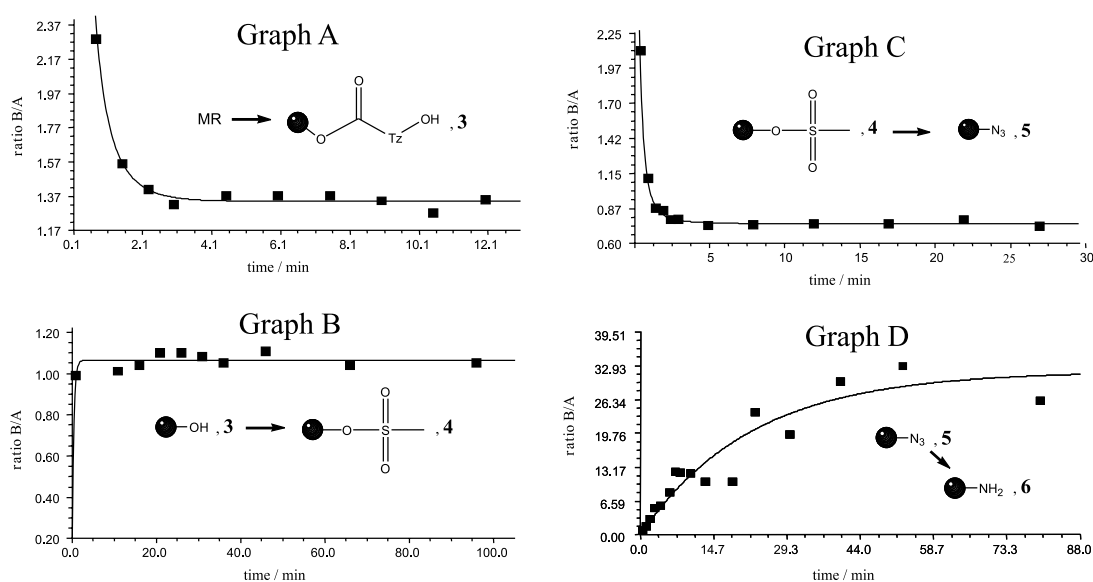 Graph A
ratio B/A
2.37
2.17
1.97
1.77
1.57
1.37
1.17
0.1 2.1 4.1 6.1 8.1 10.1 12.1
time / min
MR
O
O
Tz
OH , 3
Graph C
ratio B/A
2.25
1.97
1.70
1.42
1.15
0.87
0.60
5 10 15 20 25 30
time / min
O
O S , 4
O
N3 , 5
Graph B
ratio B/A
1.20
1.00
0.80
0.60
0.40
0.20
0.0 20.0 40.0 60.0 80.0 100.0
time / min
OH , 3
O
O S , 4
O
Graph D
ratio B/A
39.51
32.93
26.34
19.76
13.17
6.59
0.00
0.0 14.7 29.3 44.0 58.7 73.3 88.0
time / min
N3 , 5
NH2 , 6